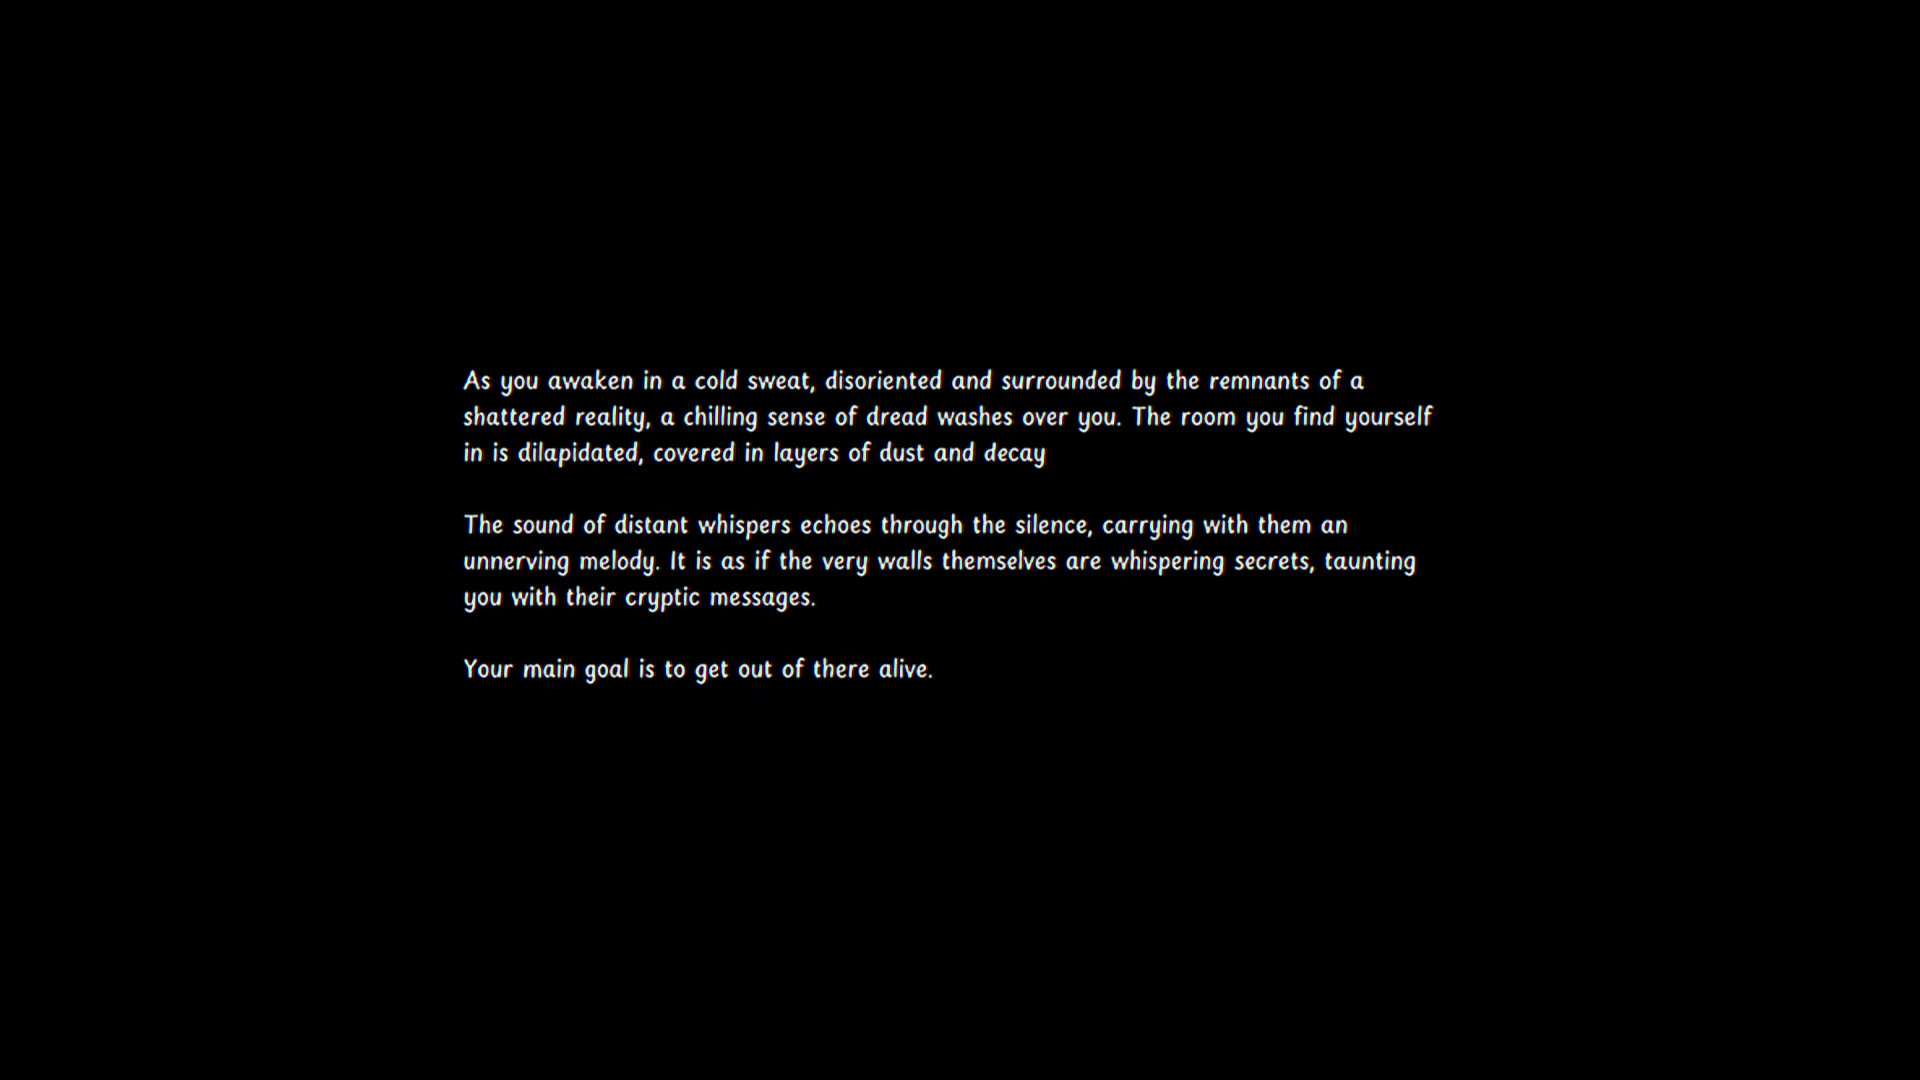 As you awaken in a cold sweat, disoriented and surrounded by the remnants of a
shattered reality, a chilling sense of dread washes over you. The room you find yourself
in is dilapidated, covered in layers of dust and decay
The sound of distant whispers echoes through the silence, carrying with them an
unnerving melody. It is as if the very walls themselves are whispering secrets, taunting
you with their cryptic messages.
Your main goal is to get out of there alive.